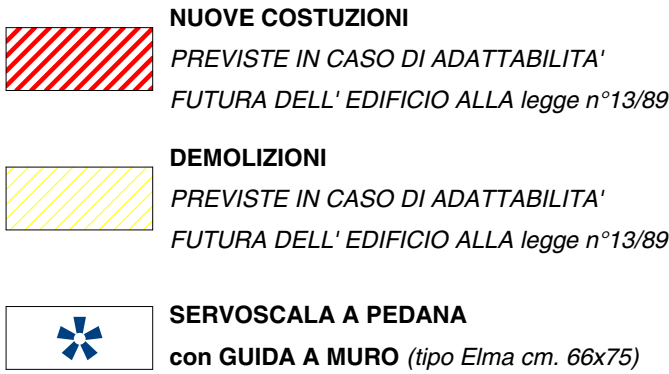 NUOVE COSTUZIONI
PREVISTE IN CASO DI ADATTABILITA'
FUTURA DELL' EDIFICIO ALLA legge n°13/89
DEMOLIZIONI
PREVISTE IN CASO DI ADATTABILITA'
FUTURA DELL' EDIFICIO ALLA legge n°13/89
SERVOSCALA A PEDANA
con GUIDA A MURO (tipo Elma cm. 66x75)